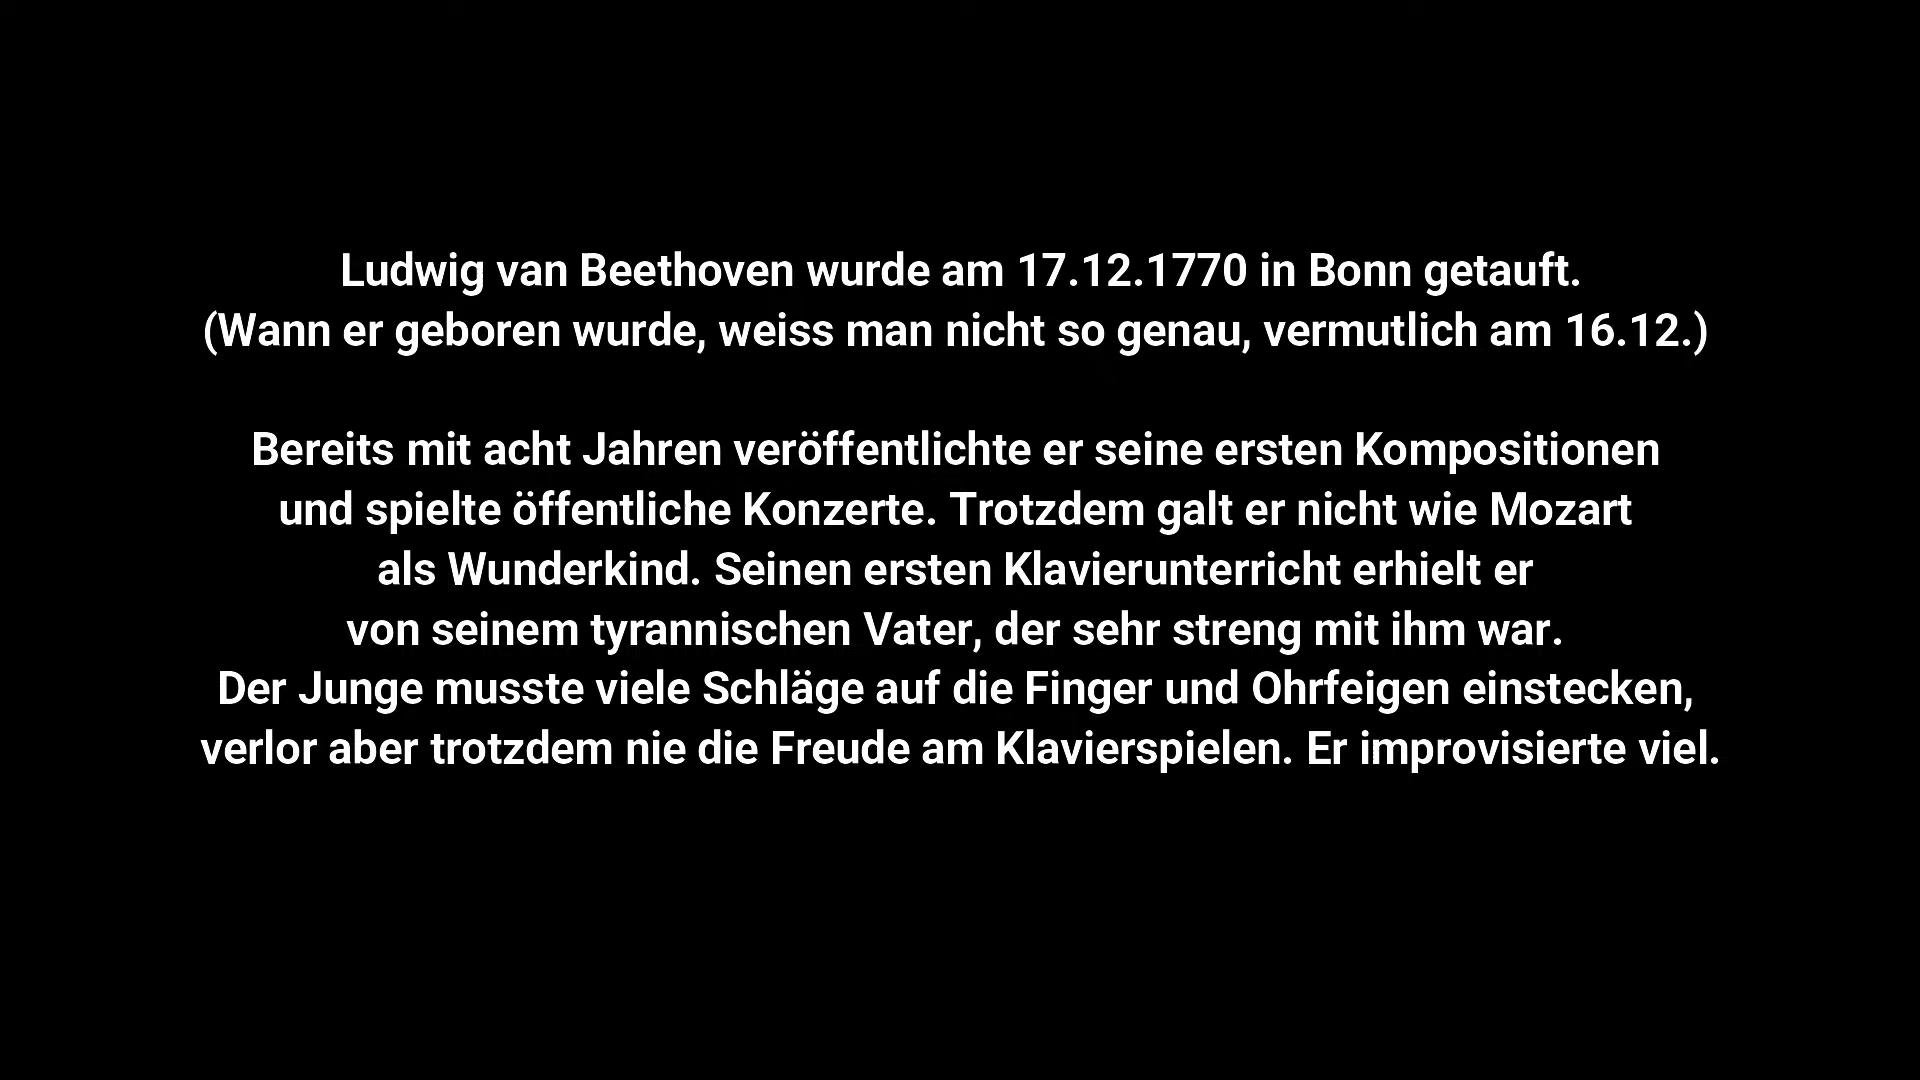 Ludwig van Beethoven wurde am 17.12.1770 in Bonn getauft.
(Wann er geboren wurde, weiss man nicht so genau, vermutlich am 16.12.)
Bereits mit acht Jahren veröffentlichte er seine ersten Kompositionen
und spielte öffentliche Konzerte. Trotzdem galt er nicht wie Mozart
als Wunderkind. Seinen ersten Klavierunterricht erhielt er
von seinem tyrannischen Vater, der sehr streng mit ihm war.
Der Junge musste viele Schläge auf die Finger und Ohrfeigen einstecken,
verlor aber trotzdem nie die Freude am Klavierspielen. Er improvisierte viel.